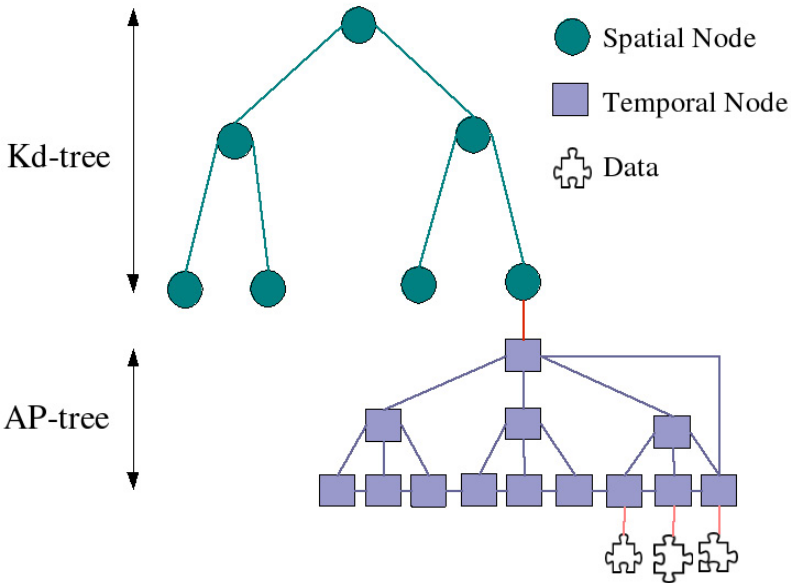 Spatial Node
Temporal Node
Data
Kd-tree
AP-tree